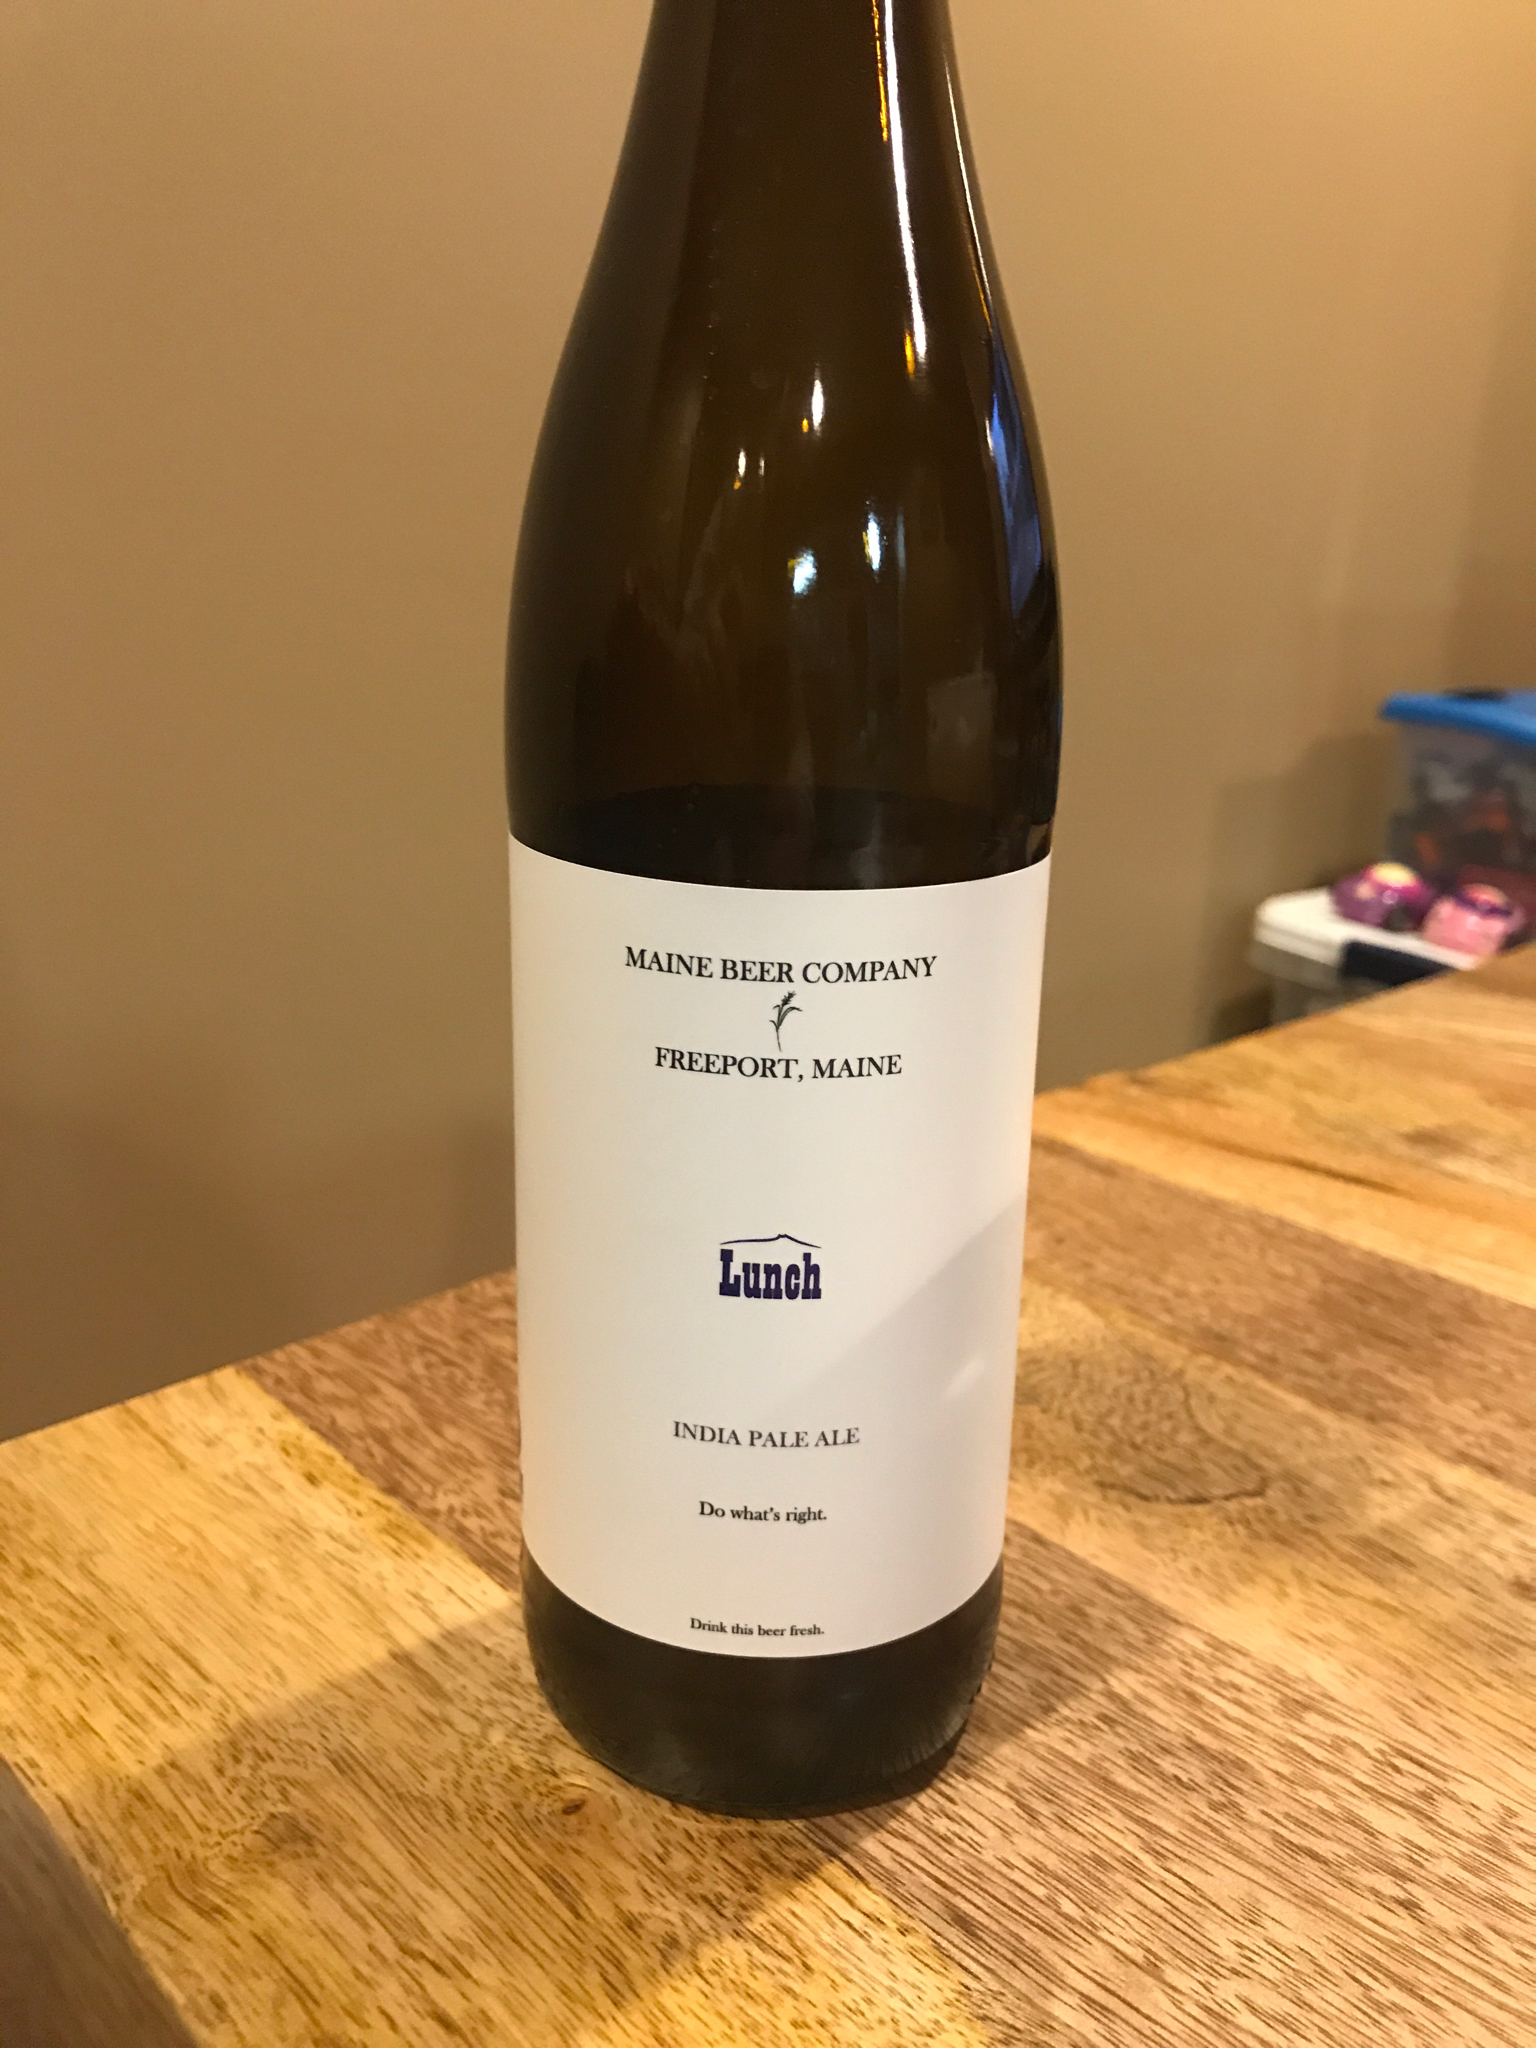 MAINE BEER COMPANY
FREEPORT, MAINE
Lunch
INDIA PALE ALE
Do what's right.
Drink this beer fresh.